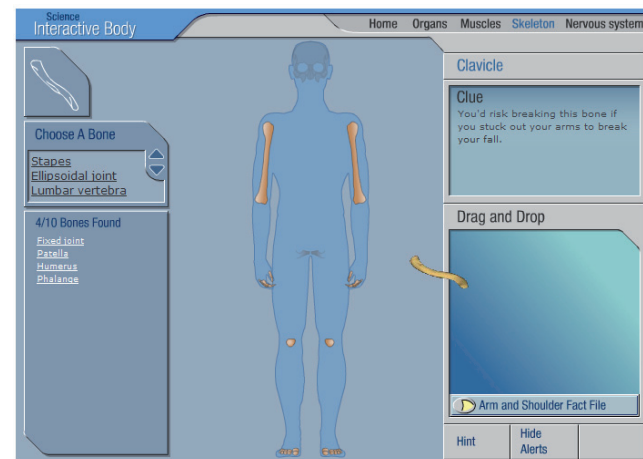 Science
Interactive Body
Home Organs Muscles Skeleton Nervous system
Clavicle
Clue
You'd risk breaking this bone if
you stuck out your arms to break
your fall.
Choose A Bone
Stapes
Ellipsoidal joint
Lumbar vertebra
4/10 Bones Found
Fixed joint
Patella
Humerus
Phalange
Drag and Drop
Arm and Shoulder Fact File
Hint
Hide
Alerts